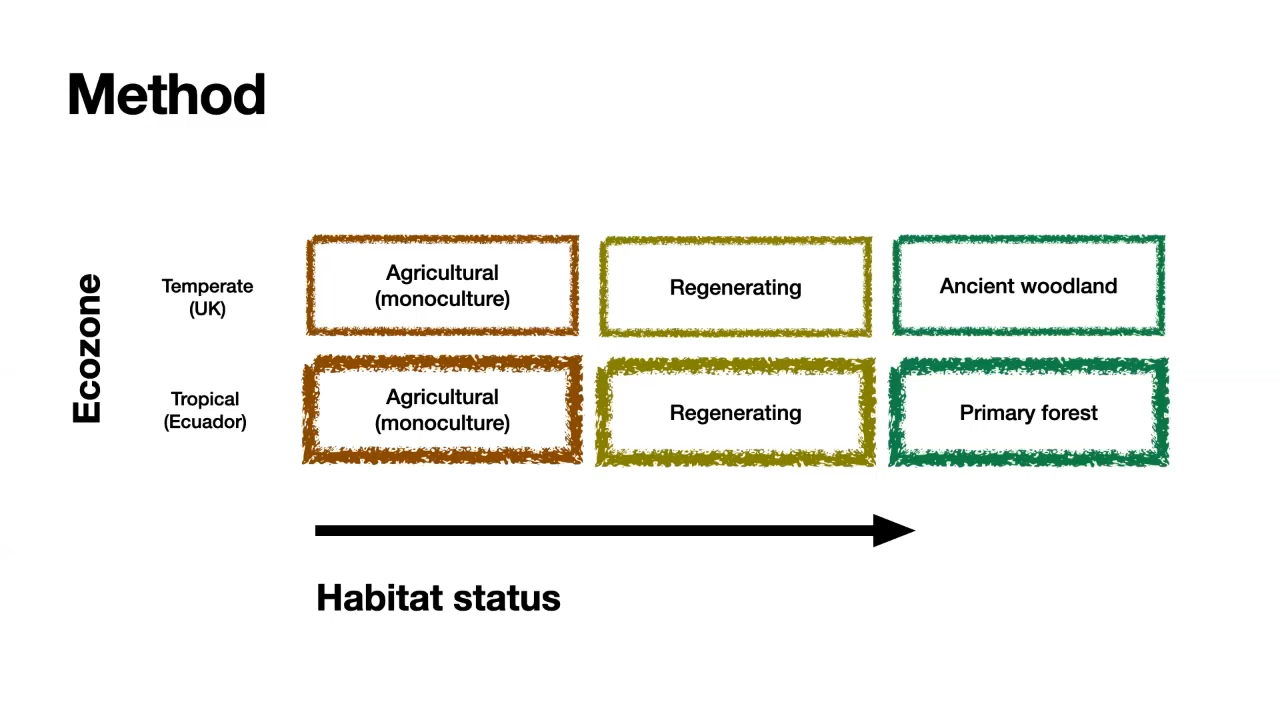 Method
Ecozone
Temperate
(UK)
Agricultural
(monoculture)
Regenerating
Ancient woodland
Tropical
(Ecuador)
Agricultural
(monoculture)
Regenerating
Primary forest
Habitat status